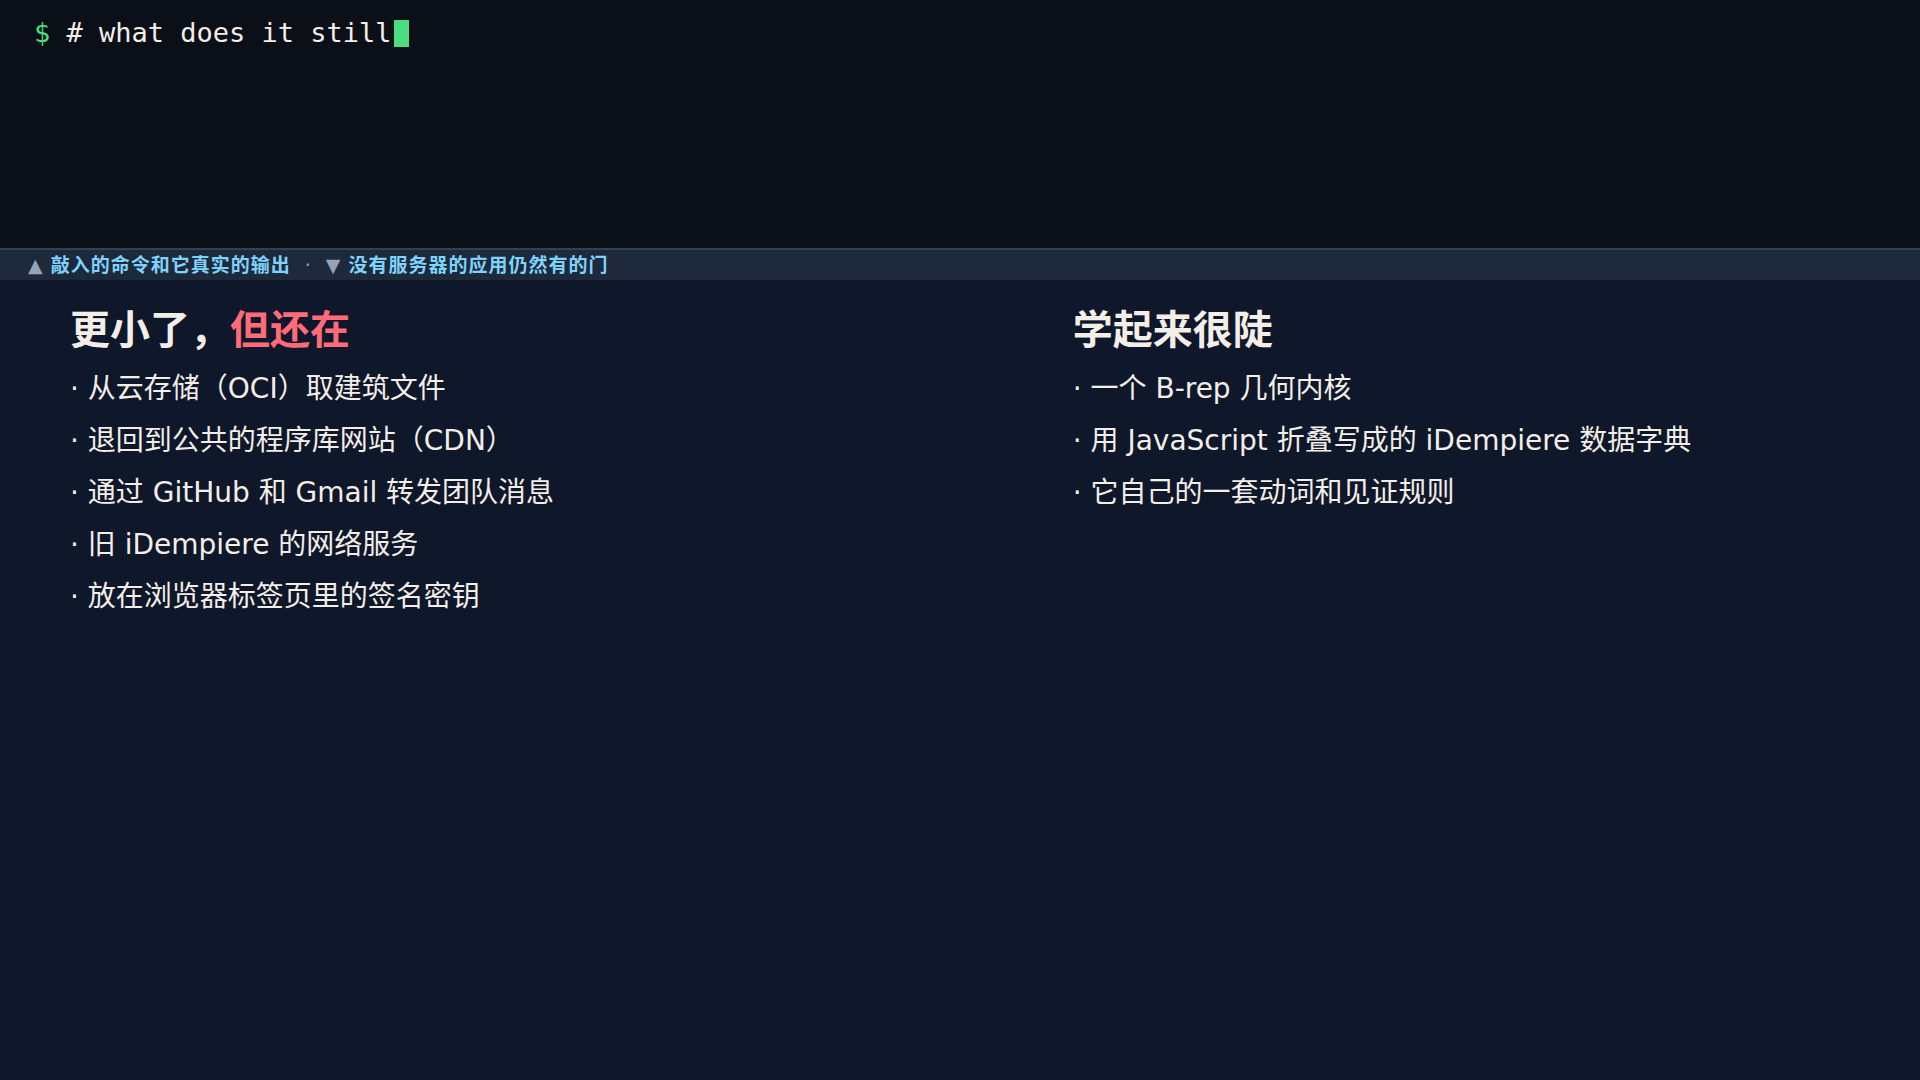 $ # what does it still
▲ 敲入的命令和它真实的输出 · ▼ 没有服务器的应用仍然有的门
更小了，但还在
· 从云存储（OCI）取建筑文件
· 退回到公共的程序库网站（CDN）
· 通过 GitHub 和 Gmail 转发团队消息
· 旧 iDempiere 的网络服务
· 放在浏览器标签页里的签名密钥
学起来很陡
· 一个 B-rep 几何内核
· 用 JavaScript 折叠写成的 iDempiere 数据字典
· 它自己的一套动词和见证规则